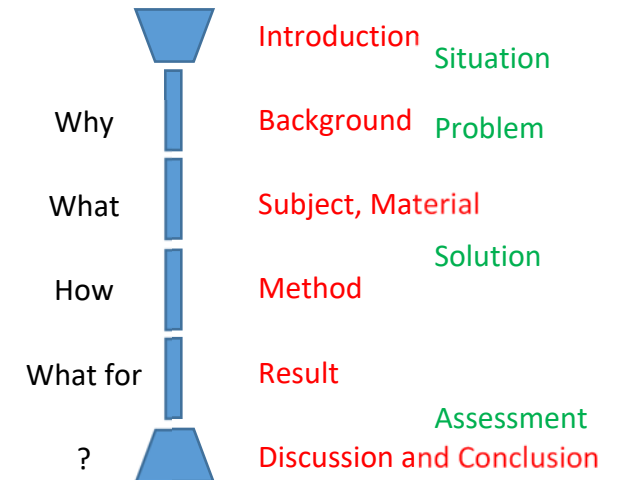 Introduction
Situation
Why Background Problem
What Subject, Material
Solution
How Method
What for Result
Assessment
? Discussion and Conclusion